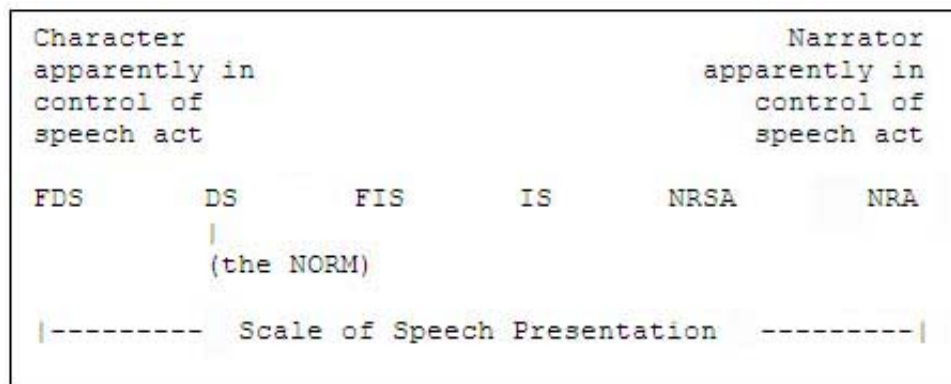 Character Narrator
apparently in apparently in
control of control of
speech act speech act
FDS DS FIS IS NRSA NRA
|
(the NORM)
|--------- Scale of Speech Presentation ---------|